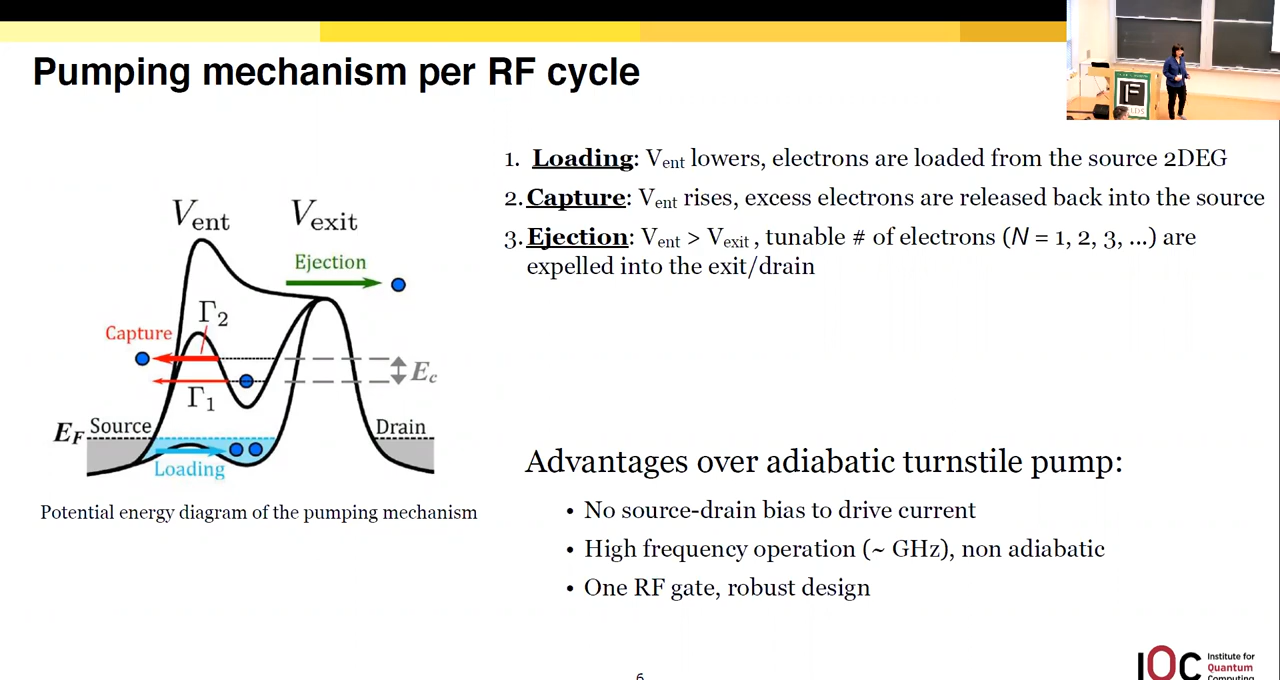 Pumping mechanism per RF cycle
1. Loading: Vent lowers, electrons are loaded from the source 2DEG
2. Capture: Vent rises, excess electrons are released back into the source
3. Ejection: Vent > Vexit , tunable # of electrons (N = 1, 2, 3, ...) are
expelled into the exit/drain
Vent
Vexit
Ejection
Γ2
Capture
Ec
Γ1
EF
Source
Drain
Loading
Potential energy diagram of the pumping mechanism
Advantages over adiabatic turnstile pump:
• No source-drain bias to drive current
• High frequency operation (~ GHz), non adiabatic
• One RF gate, robust design
6
IQC
Institute for
Quantum
Computing